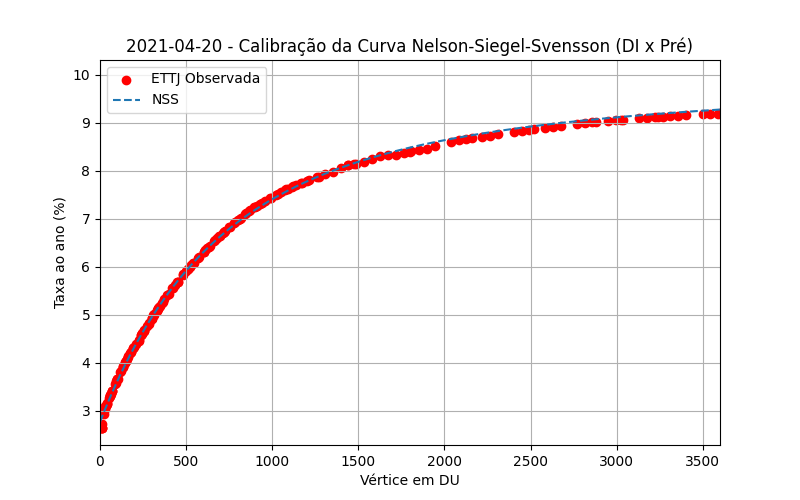 2021-04-20 - Calibração da Curva Nelson-Siegel-Svensson (DI x Pré)
ETTJ Observada
NSS
Taxa ao ano (%)
10
9
8
7
6
5
4
3
0 500 1000 1500 2000 2500 3000 3500
Vértice em DU